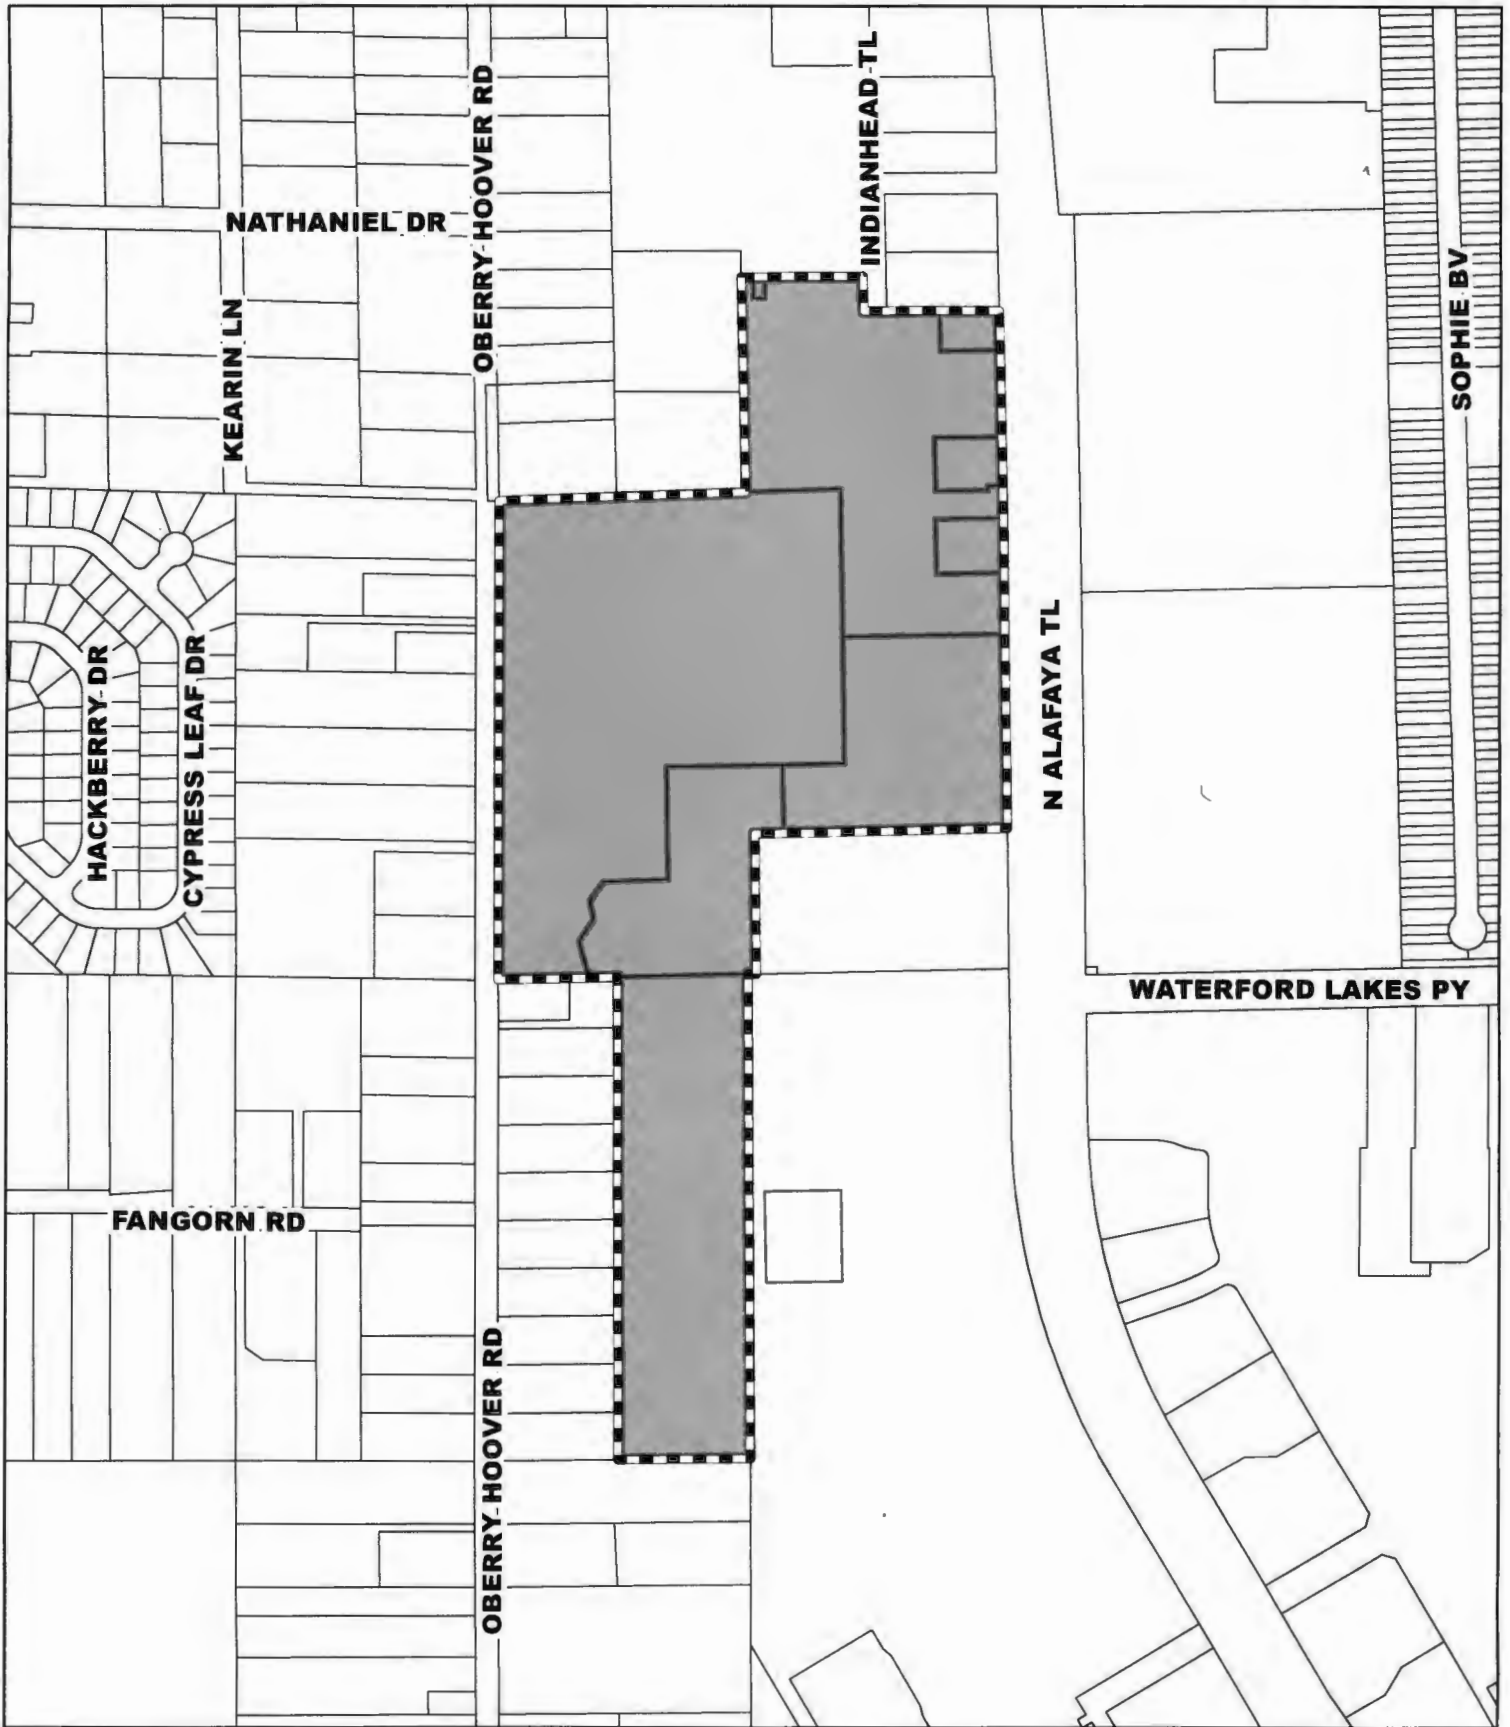 INDIANHEAD TL
OBERRY HOOVER RD
NATHANIEL DR
KEARIN LN
SOPHIE BV
HACKBERRY DR
CYPRESS LEAF DR
N ALAFAYA TL
WATERFORD LAKES PY
FANGORN RD
OBERRY HOOVER RD